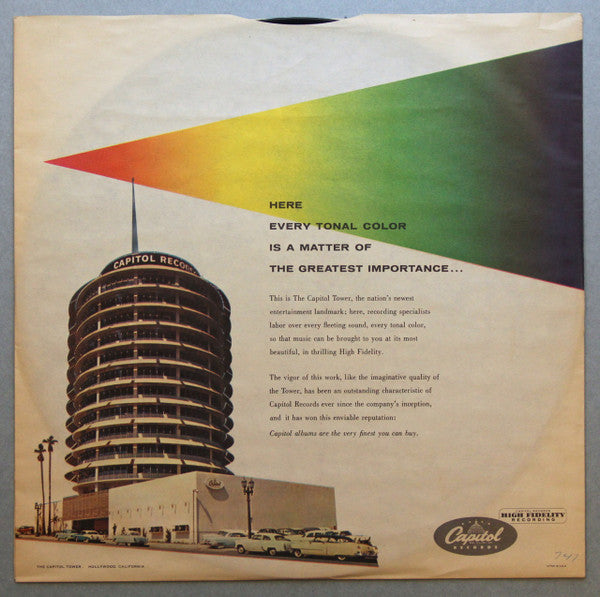 CAPITOL RECORDS
HERE
EVERY TONAL COLOR
IS A MATTER OF
THE GREATEST IMPORTANCE...
This is The Capitol Tower, the nation's newest
entertainment landmark; here, recording specialists
labor over every fleeting sound, every tonal color,
so that music can be brought to you at its most
beautiful, in thrilling High Fidelity.
The vigor of this work, like the imaginative quality of
the Tower, has been an outstanding characteristic of
Capitol Records ever since the company's inception,
and it has won this enviable reputation:
Capitol albums are the very finest you can buy.
Capitol
HIGH FIDELITY
RECORDING
Capitol
RECORDS
747
THE CAPITOL TOWER. HOLLYWOOD, CALIFORNIA